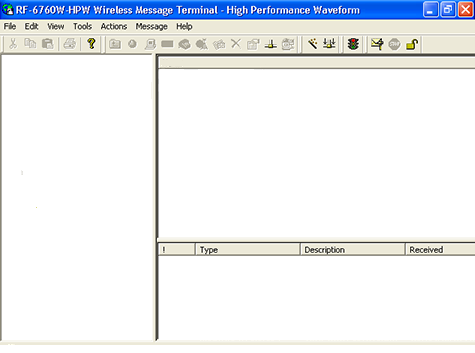 RF-6760W-HPW Wireless Message Terminal - High Performance Waveform
File Edit View Tools Actions Message Help
! Type Description Received